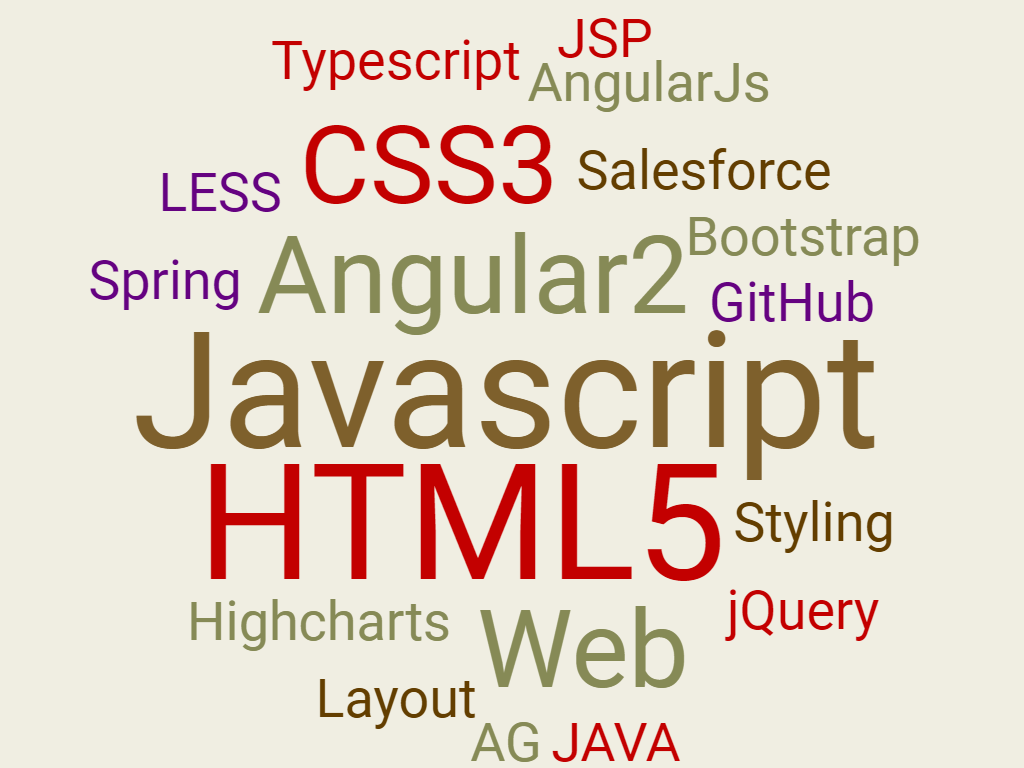 Typescript
JSP
AngularJs
CSS3
Salesforce
LESS
Bootstrap
Spring
Angular2
GitHub
Javascript
HTML5
Styling
Highcharts
Web
jQuery
Layout
AG
JAVA